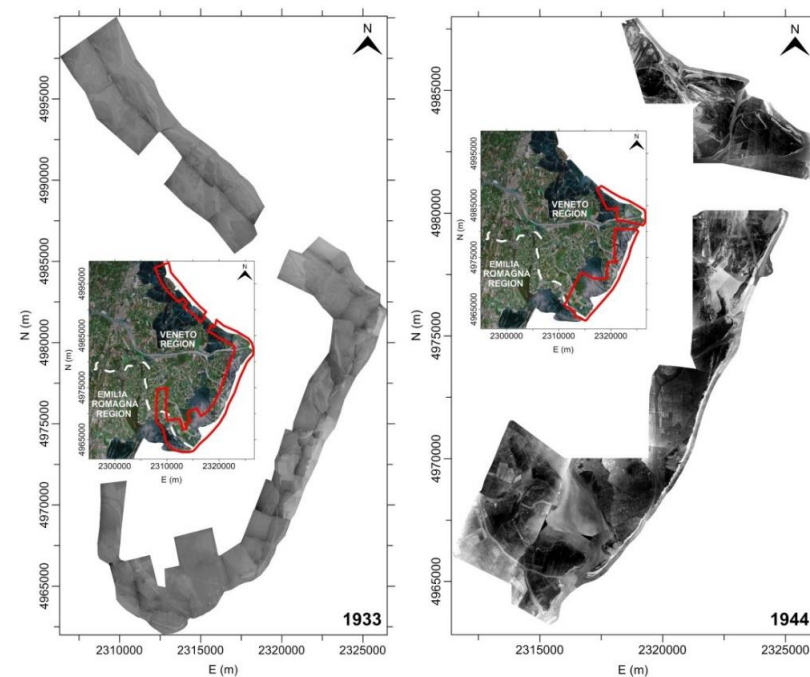 N
4995000
4990000
4985000
4980000
4975000
4970000
4965000
N (m)
2310000
2315000
2320000
2325000
E (m)
1933
N
VENETO
REGION
EMILIA
ROMAGNA
REGION
4995000
4985000
4975000
4965000
N (m)
2300000
2310000
2320000
E (m)
N
4985000
4980000
4975000
4970000
4965000
N (m)
2315000
2320000
2325000
E (m)
1944
N
VENETO
REGION
EMILIA
ROMAGNA
REGION
4995000
4985000
4975000
4965000
N (m)
2300000
2310000
2320000
E (m)